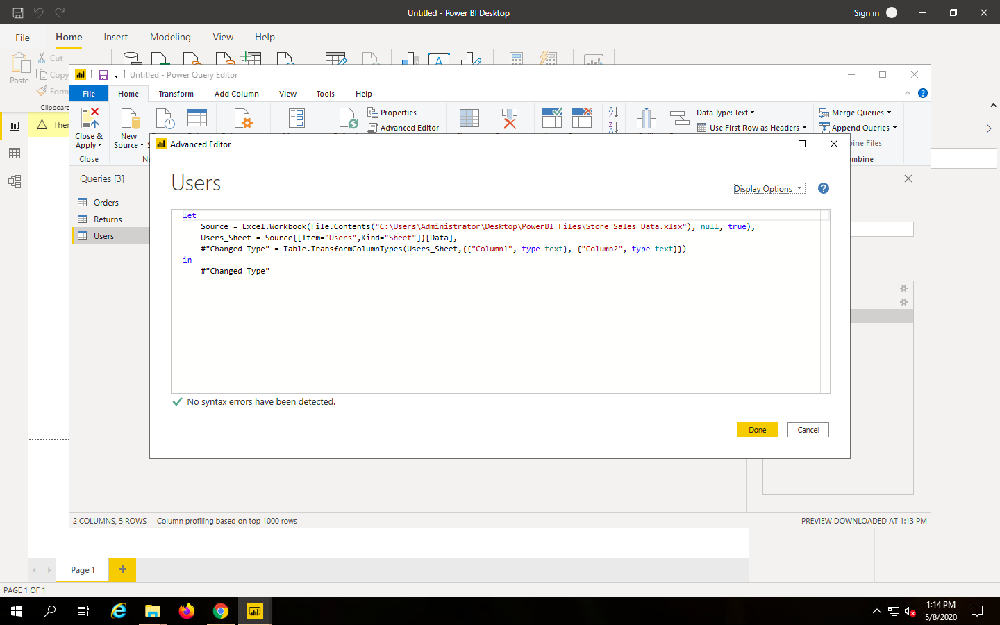 Untitled - Power BI Desktop
Sign in
File
Home
Insert
Modeling
View
Help
Paste
Cut
Copy
Form
Clipboard
Ther
Untitled - Power Query Editor
File
Home
Transform
Add Column
View
Tools
Help
Close &
Apply
Close
New
Source
Properties
Advanced Editor
Data Type: Text
Use First Row as Headers
Merge Queries
Append Queries
ine Files
mbine
Queries [3]
Orders
Returns
Users
Advanced Editor
Users
Display Options
let
Source = Excel.Workbook(File.Contents("C:\Users\Administrator\Desktop\PowerBI Files\Store Sales Data.xlsx"), null, true),
Users_Sheet = Source{[Item="Users",Kind="Sheet"]}[Data],
#"Changed Type" = Table.TransformColumnTypes(Users_Sheet,{{"Column1", type text}, {"Column2", type text}})
in
#"Changed Type"
No syntax errors have been detected.
Done
Cancel
2 COLUMNS, 5 ROWS
Column profiling based on top 1000 rows
PREVIEW DOWNLOADED AT 1:13 PM
Page 1
PAGE 1 OF 1
1:14 PM
5/8/2020